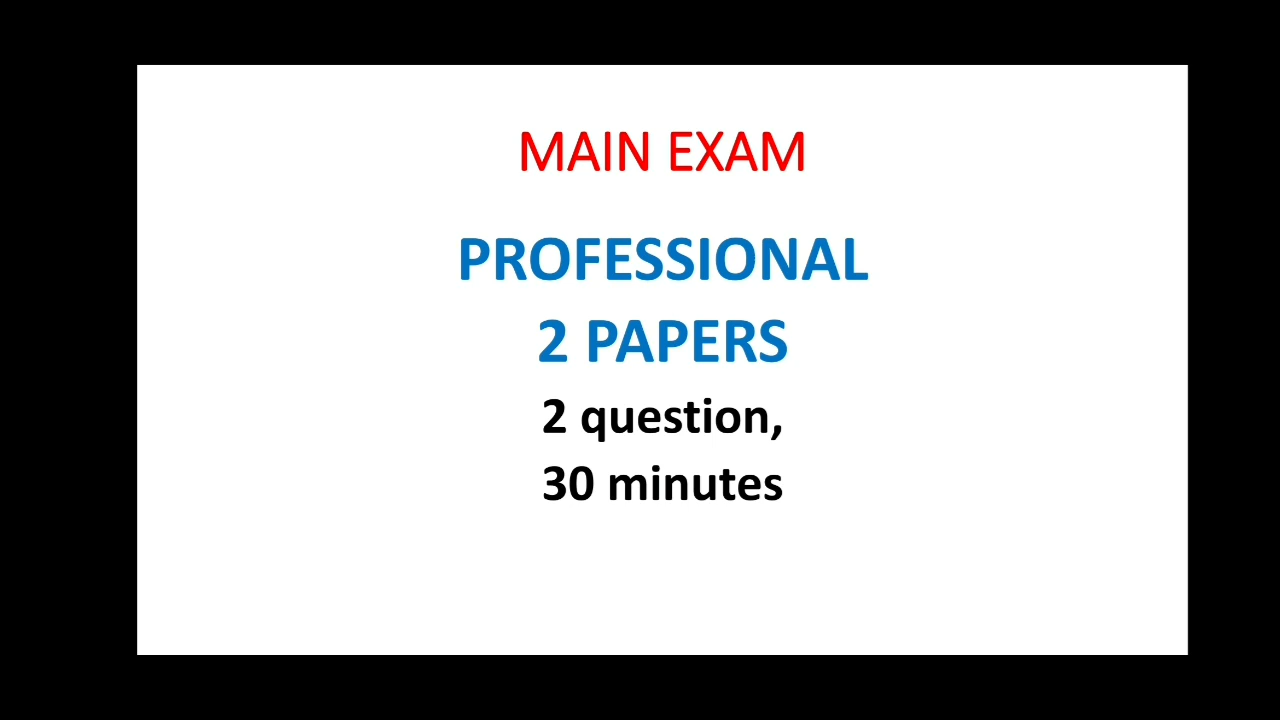 MAIN EXAM
PROFESSIONAL
2 PAPERS
2 question,
30 minutes